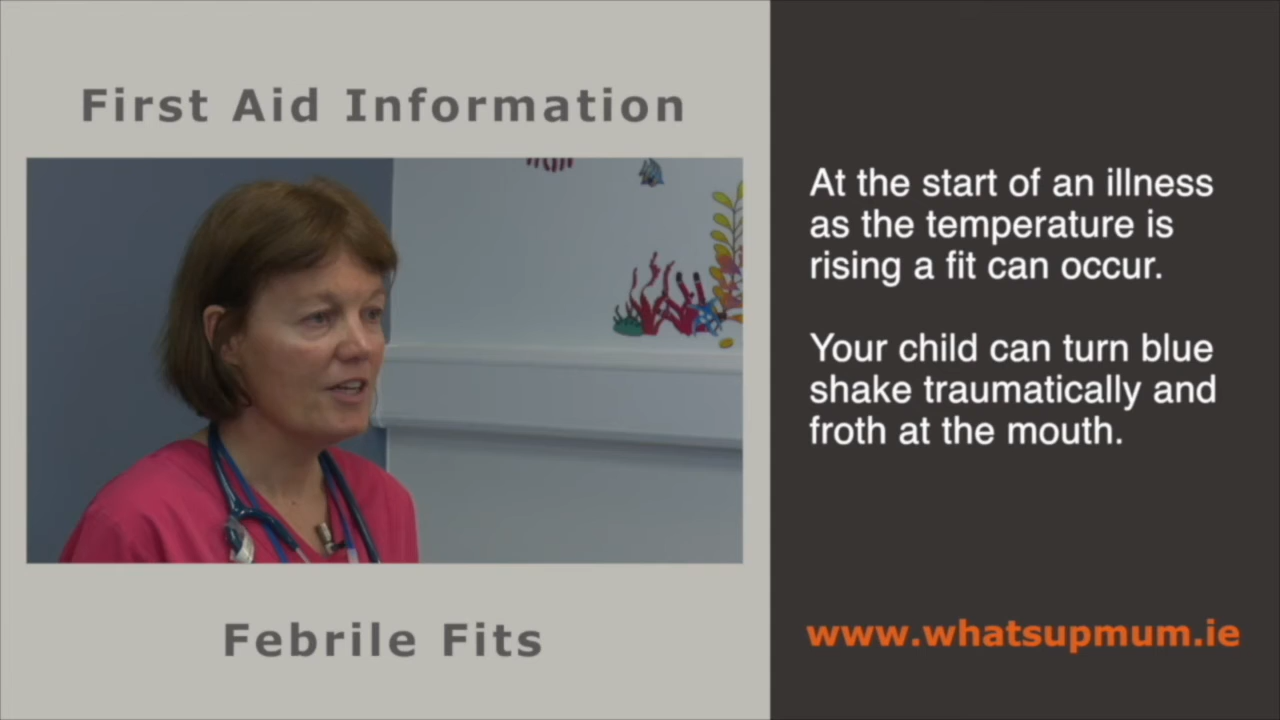 First Aid Information
At the start of an illness
as the temperature is
rising a fit can occur.
Your child can turn blue
shake traumatically and
froth at the mouth.
Febrile Fits
www.whatsupmum.ie